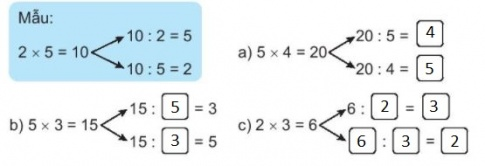 Mẫu:
2 × 5 = 10
10 : 2 = 5
10 : 5 = 2
a) 5 × 4 = 20
20 : 5 = 4
20 : 4 = 5
b) 5 × 3 = 15
15 : 5 = 3
15 : 3 = 5
c) 2 × 3 = 6
6 : 2 = 3
6 : 3 = 2